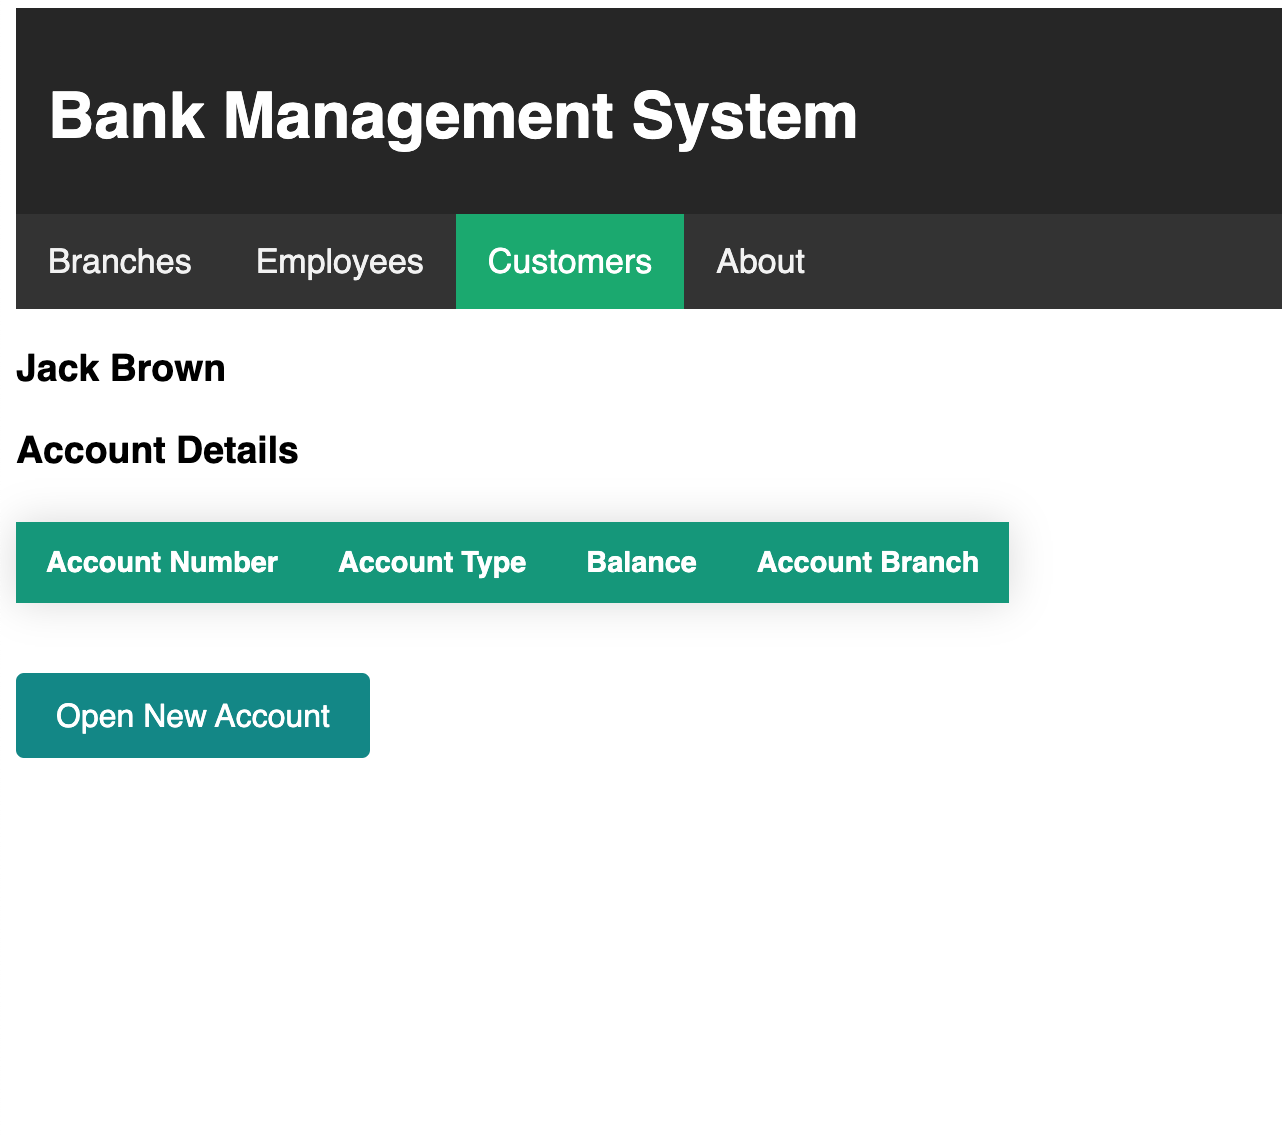 Bank Management System
Branches Employees Customers About
Jack Brown
Account Details
Account Number Account Type Balance Account Branch
Open New Account